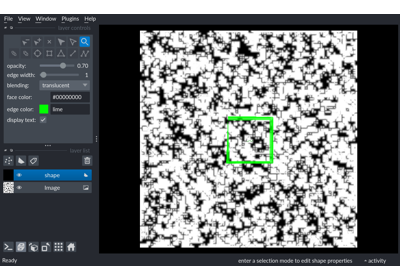 File View Window Plugins Help
layer controls
opacity: 0.70
edge width: 1
blending: translucent
face color: #00000000
edge color: lime
display text:
layer list
shape
Image
Ready enter a selection mode to edit shape properties activity